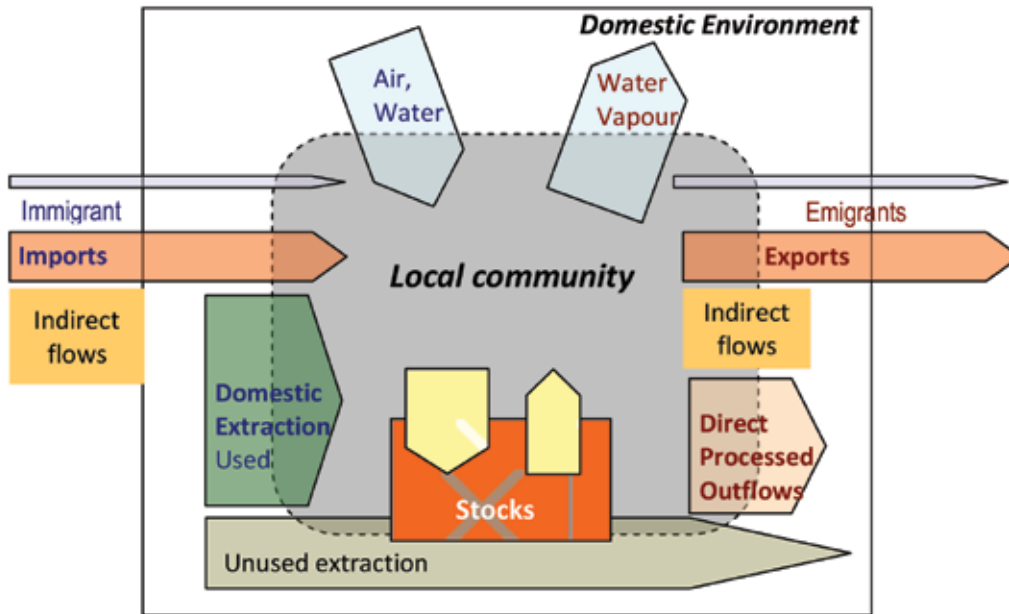 Domestic Environment
Air,
Water
Water
Vapour
Immigrant
Emigrants
Imports
Exports
Local community
Indirect
flows
Indirect
flows
Domestic
Extraction
Used
Direct
Processed
Outflows
Stocks
Unused extraction